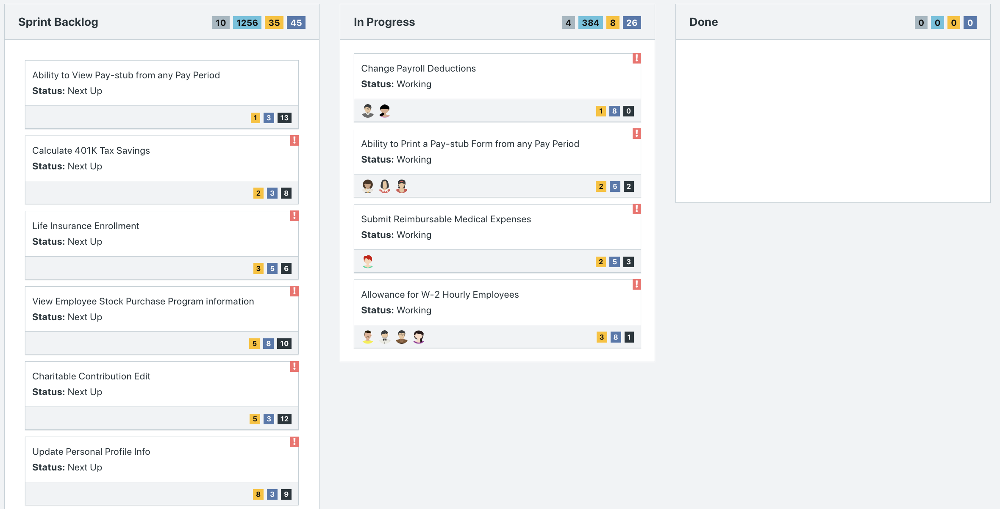 Sprint Backlog 10 1256 35 45
Ability to View Pay-stub from any Pay Period
Status: Next Up
1 3 13
!
Calculate 401K Tax Savings
Status: Next Up
2 3 8
!
Life Insurance Enrollment
Status: Next Up
3 5 6
!
View Employee Stock Purchase Program information
Status: Next Up
5 8 10
!
Charitable Contribution Edit
Status: Next Up
5 3 12
!
Update Personal Profile Info
Status: Next Up
8 3 9
In Progress 4 384 8 26
!
Change Payroll Deductions
Status: Working
1 8 0
!
Ability to Print a Pay-stub Form from any Pay Period
Status: Working
2 5 2
!
Submit Reimbursable Medical Expenses
Status: Working
2 5 3
!
Allowance for W-2 Hourly Employees
Status: Working
3 8 1
Done 0 0 0 0